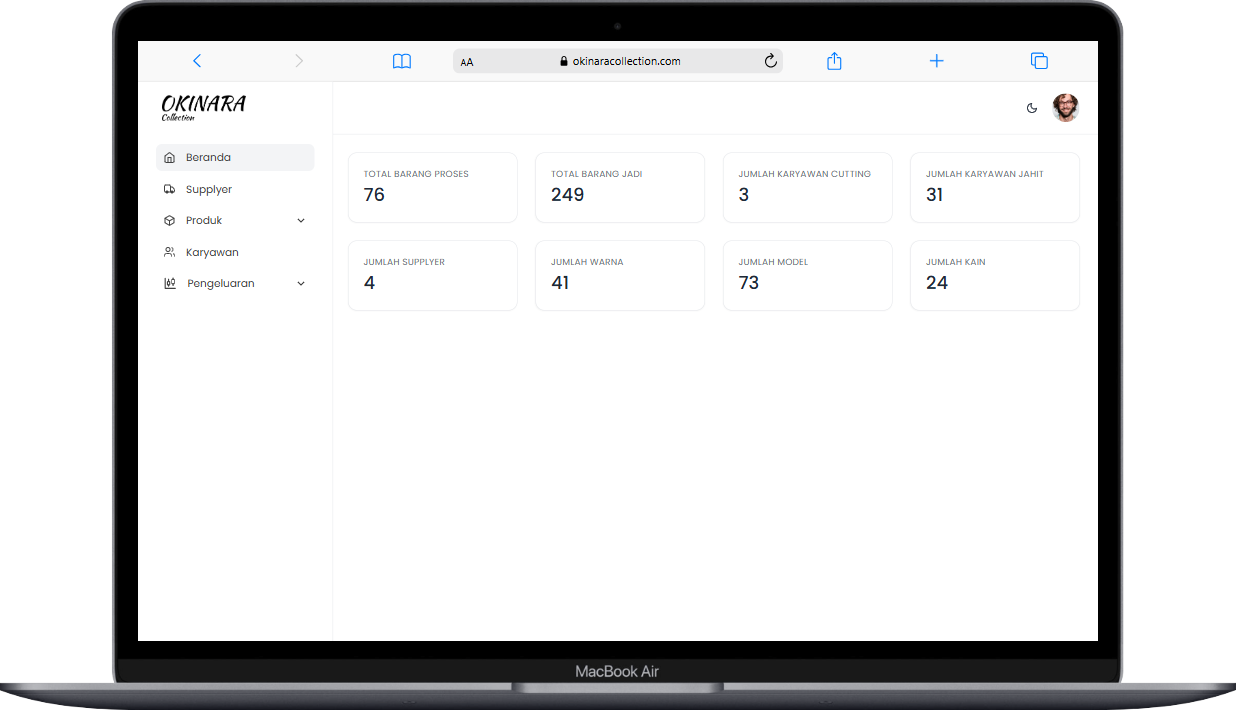 AA
okinaracollection.com
OKINARA
Collection
Beranda
Supplyer
Produk
Karyawan
Pengeluaran
TOTAL BARANG PROSES
76
TOTAL BARANG JADI
249
JUMLAH KARYAWAN CUTTING
3
JUMLAH KARYAWAN JAHIT
31
JUMLAH SUPPLYER
4
JUMLAH WARNA
41
JUMLAH MODEL
73
JUMLAH KAIN
24
MacBook Air